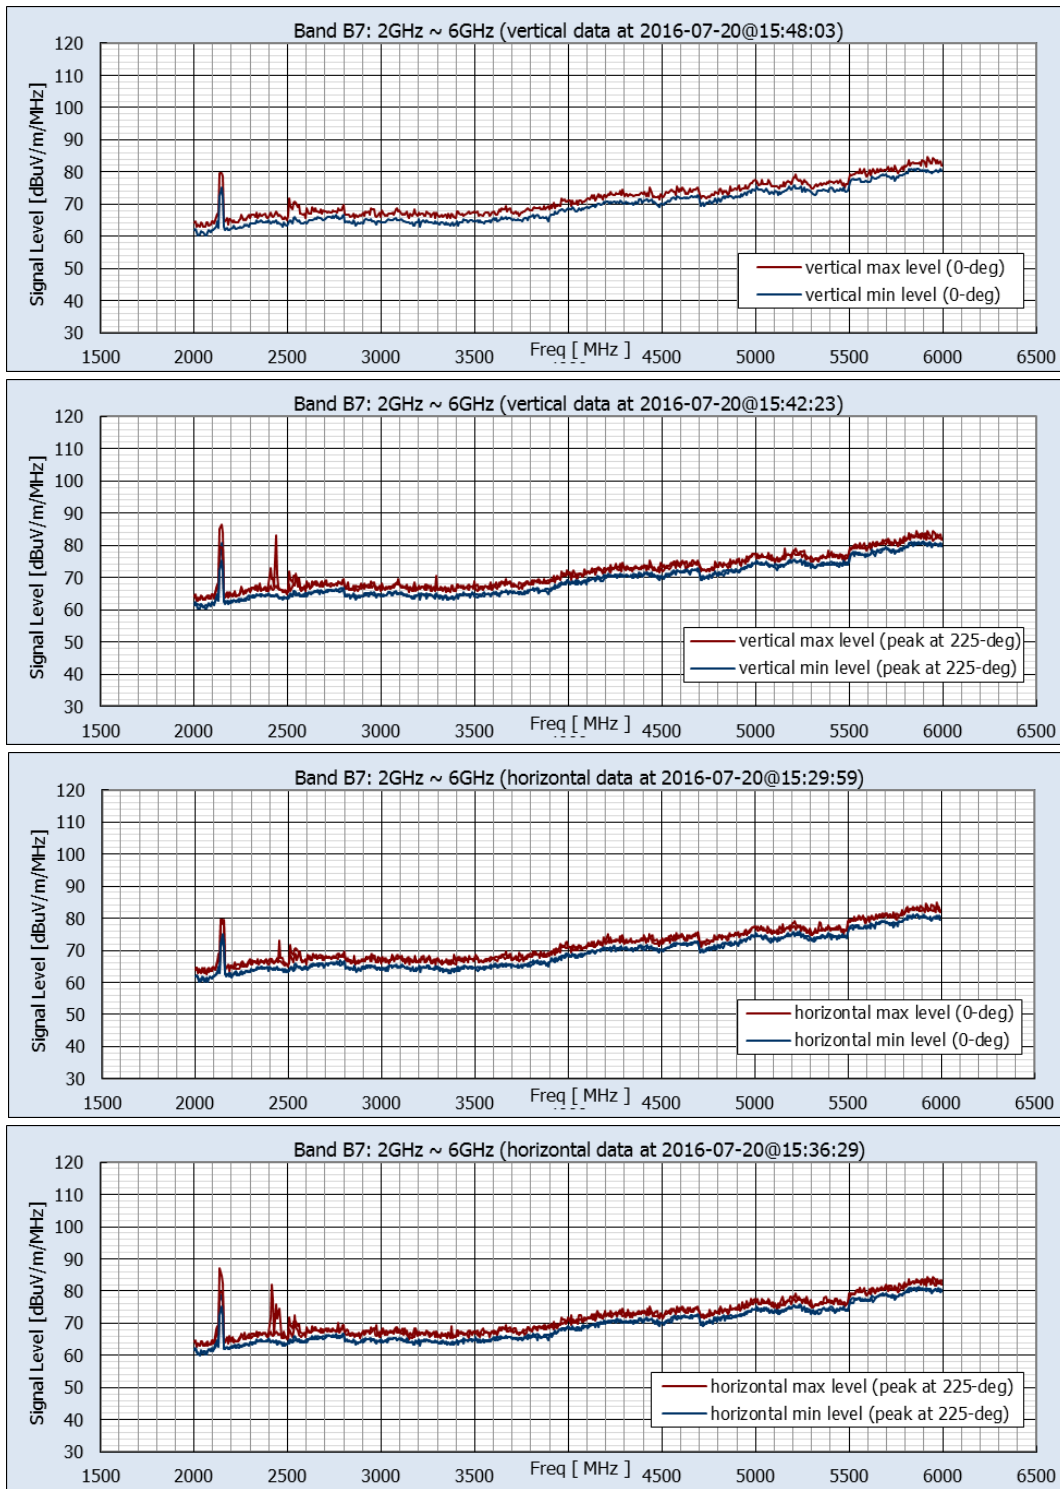 Band B7: 2GHz ~ 6GHz (vertical data at 2016-07-20@15:48:03)
Signal Level [dBuV/m/MHz]
120
110
100
90
80
70
60
50
40
30
vertical max level (0-deg)
vertical min level (0-deg)
1500 2000 2500 3000 3500 4500 5000 5500 6000 6500
Freq [ MHz ]
Band B7: 2GHz ~ 6GHz (vertical data at 2016-07-20@15:42:23)
Signal Level [dBuV/m/MHz]
120
110
100
90
80
70
60
50
40
30
vertical max level (peak at 225-deg)
vertical min level (peak at 225-deg)
1500 2000 2500 3000 3500 4500 5000 5500 6000 6500
Freq [ MHz ]
Band B7: 2GHz ~ 6GHz (horizontal data at 2016-07-20@15:29:59)
Signal Level [dBuV/m/MHz]
120
110
100
90
80
70
60
50
40
30
horizontal max level (0-deg)
horizontal min level (0-deg)
1500 2000 2500 3000 3500 4500 5000 5500 6000 6500
Freq [ MHz ]
Band B7: 2GHz ~ 6GHz (horizontal data at 2016-07-20@15:36:29)
Signal Level [dBuV/m/MHz]
120
110
100
90
80
70
60
50
40
30
horizontal max level (peak at 225-deg)
horizontal min level (peak at 225-deg)
1500 2000 2500 3000 3500 4500 5000 5500 6000 6500
Freq [ MHz ]